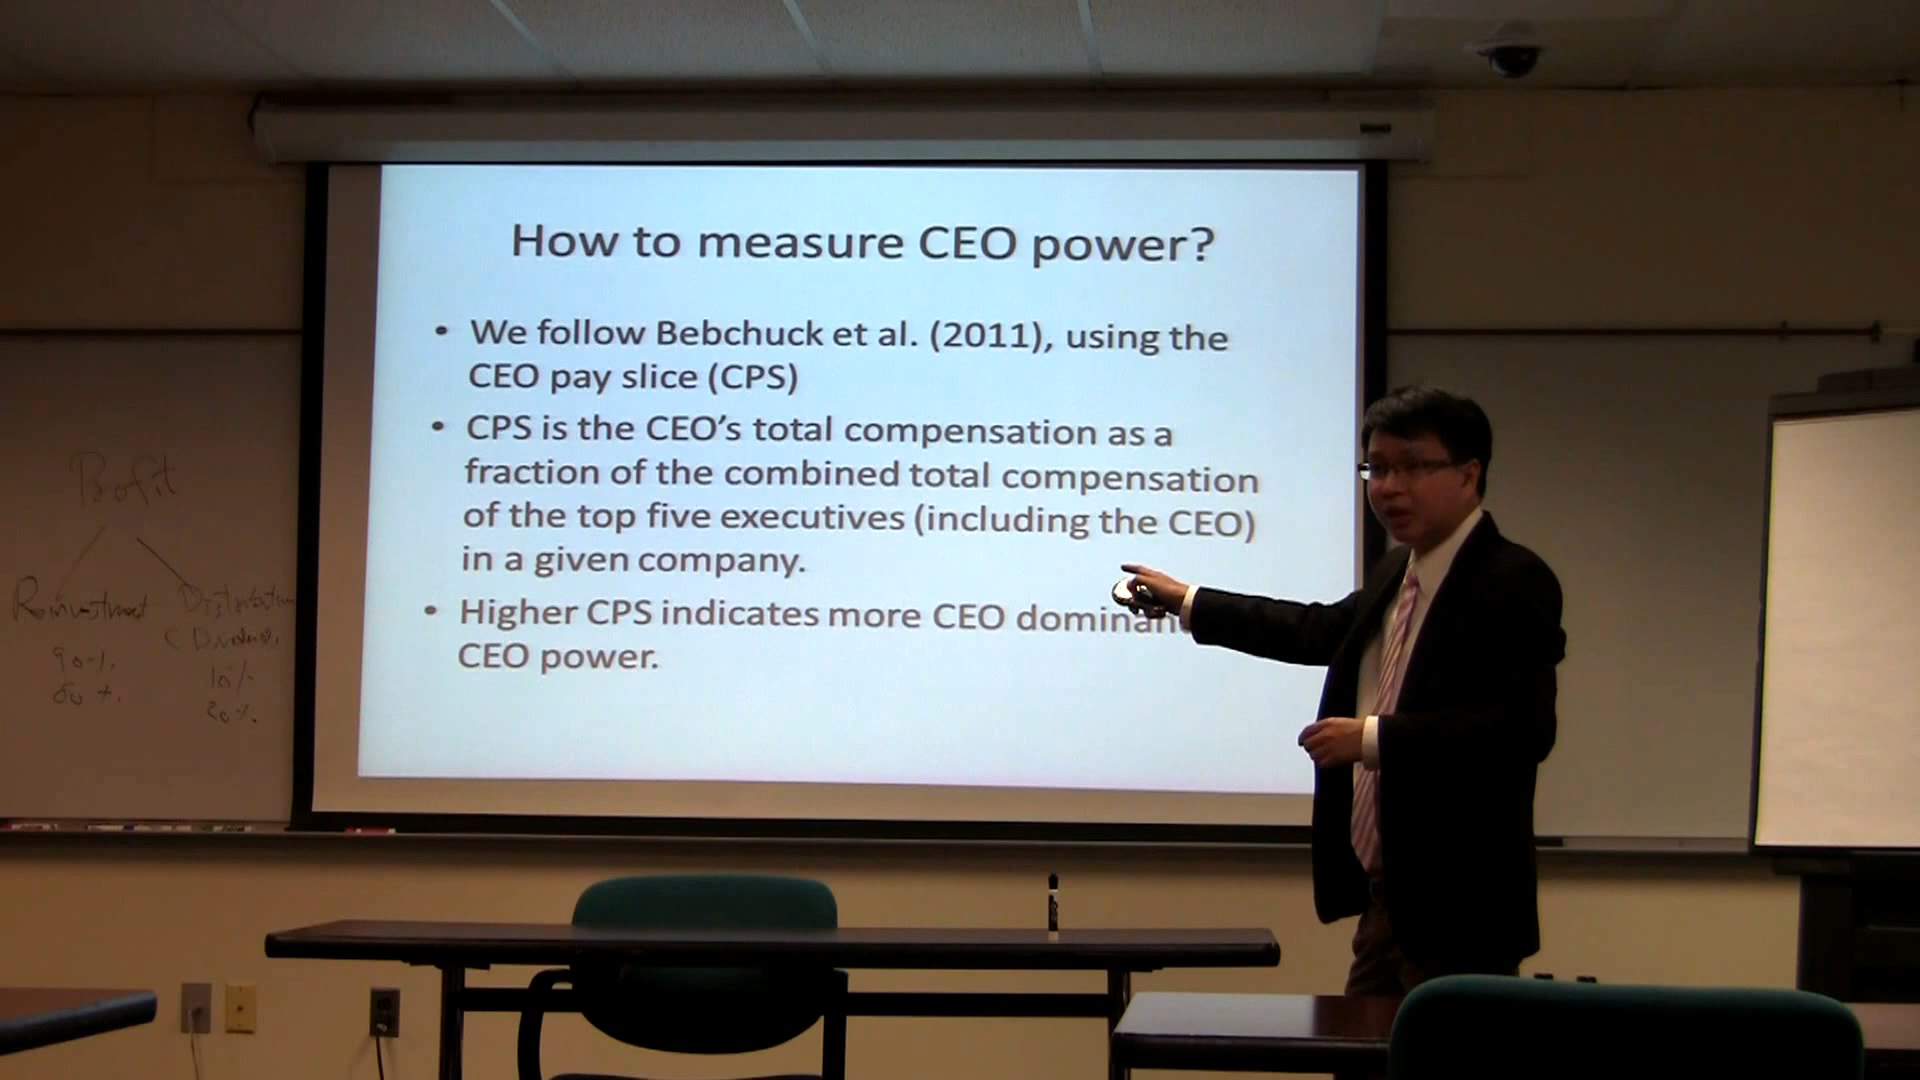 How to measure CEO power?
• We follow Bebchuck et al. (2011), using the
CEO pay slice (CPS)
• CPS is the CEO's total compensation as a
fraction of the combined total compensation
of the top five executives (including the CEO)
in a given company.
• Higher CPS indicates more CEO
CEO power.
Profit
Reinvestment
90%
80%
10%
20%